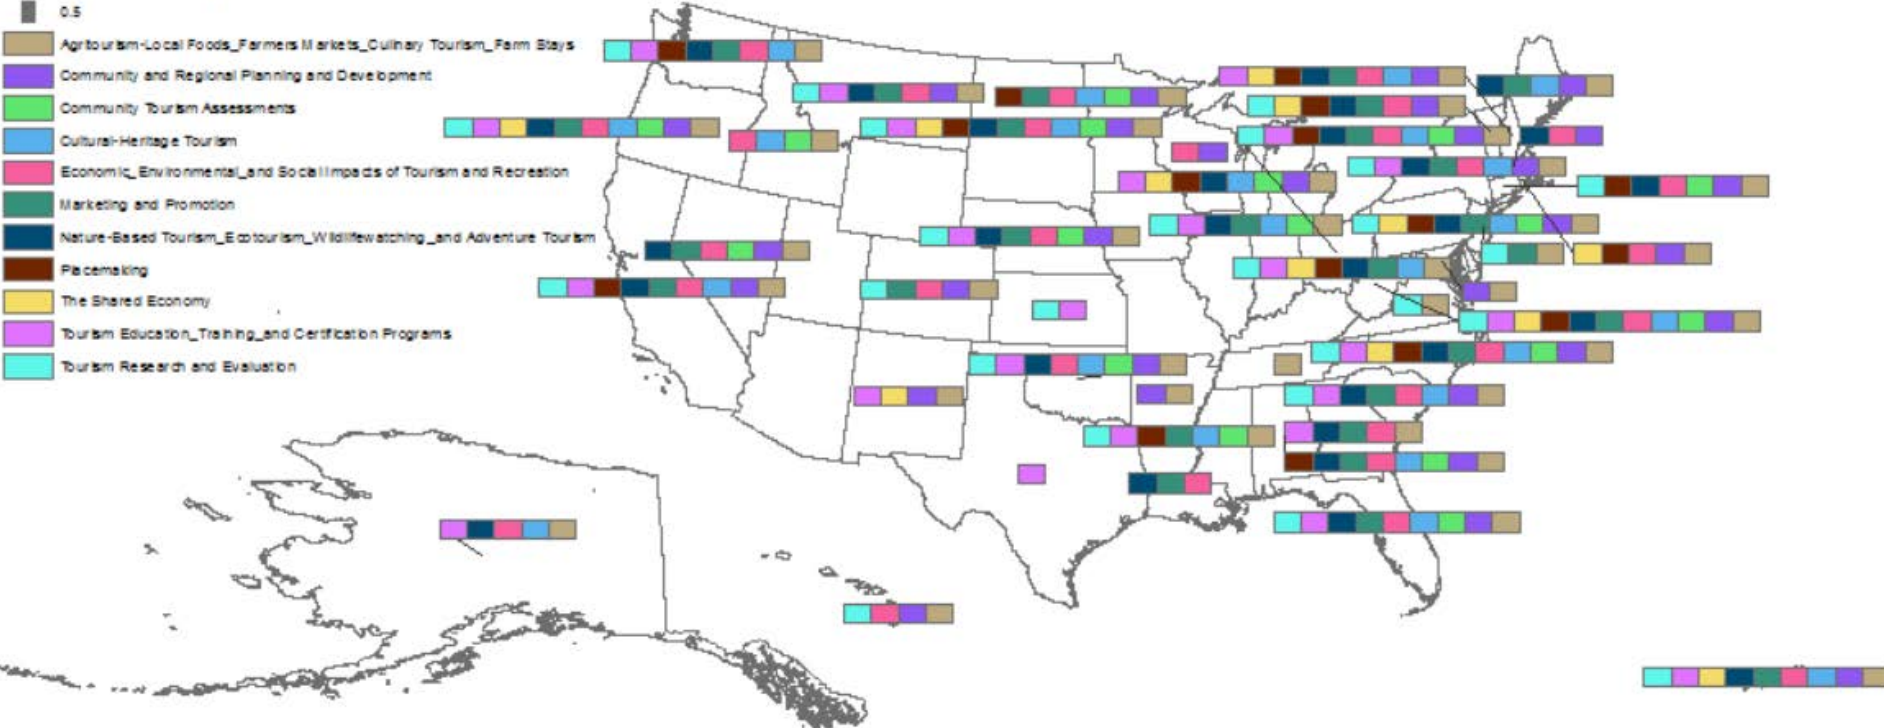 0.5
Agritourism-Local Foods_Farmers Markets_Culinary Tourism_Farm Stays
Community and Regional Planning and Development
Community Tourism Assessments
Cultural-Heritage Tourism
Economic_Environmental_and Social Impacts of Tourism and Recreation
Marketing and Promotion
Nature-Based Tourism_Ecotourism_Wildlifewatching_and Adventure Tourism
Placemaking
The Shared Economy
Tourism Education_Training_and Certification Programs
Tourism Research and Evaluation